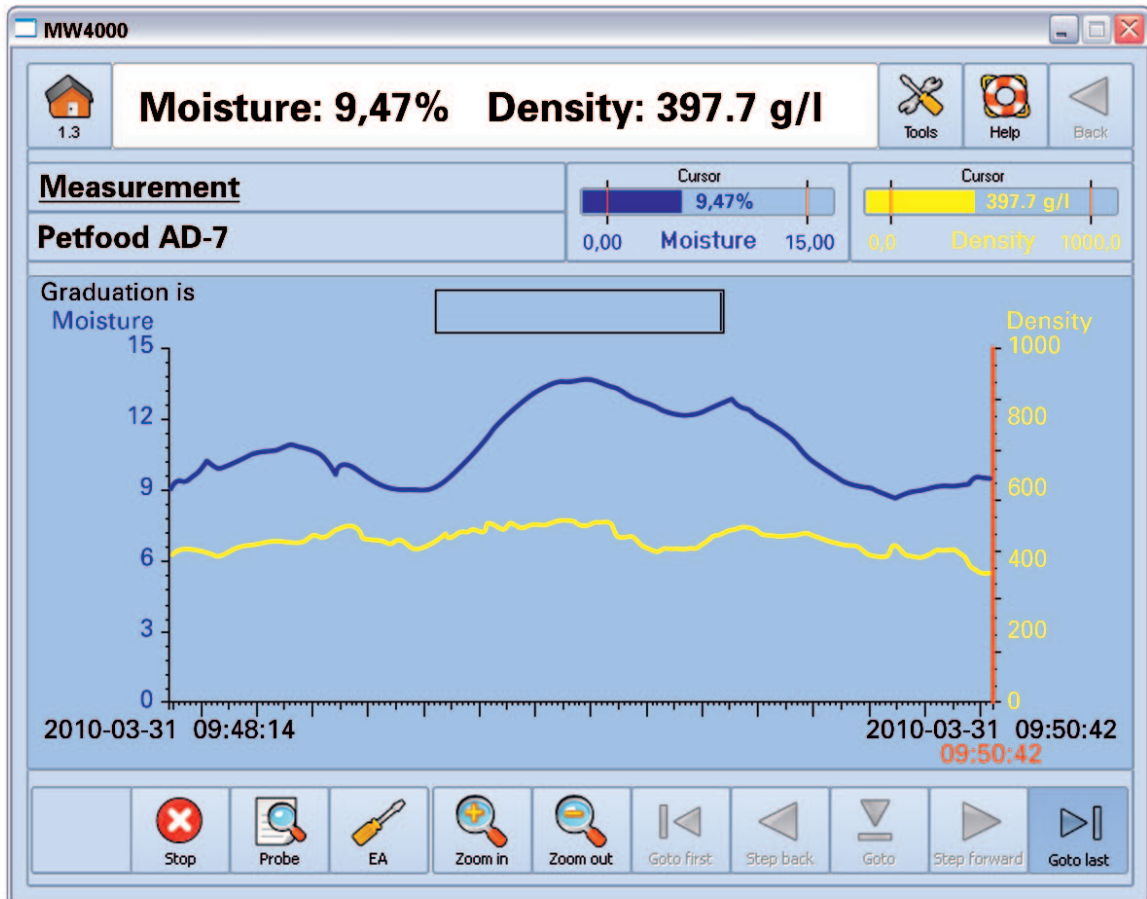 MW4000
1.3
Moisture: 9,47% Density: 397.7 g/l
Tools
Help
Back
Measurement
Petfood AD-7
Cursor
9,47%
0,00 Moisture 15,00
Cursor
397.7 g/l
0,0 Density 1000,0
Graduation is
Moisture
Density
15
12
9
6
3
0
1000
800
600
400
200
0
2010-03-31 09:48:14
2010-03-31 09:50:42
09:50:42
Stop
Probe
EA
Zoom in
Zoom out
Goto first
Step back
Goto
Step forward
Goto last